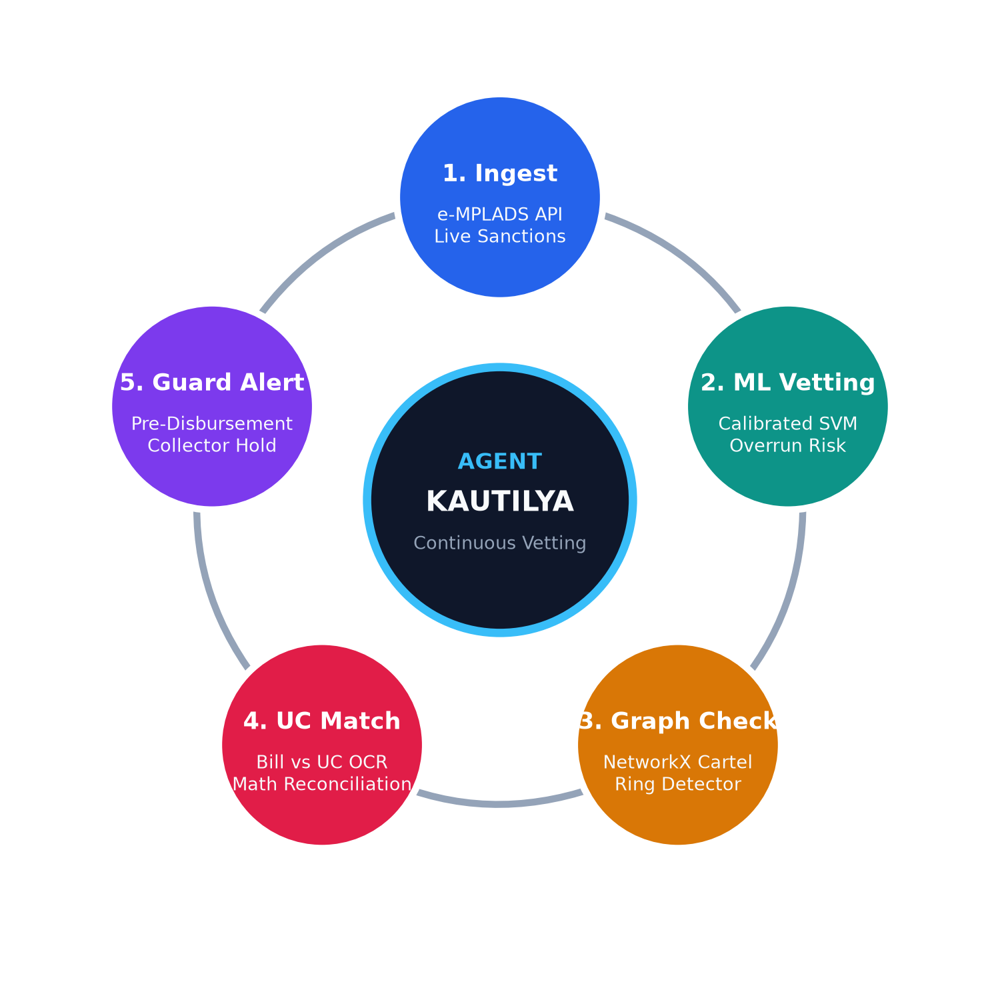 1. Ingest
e-MPLADS API
Live Sanctions
2. ML Vetting
Calibrated SVM
Overrun Risk
3. Graph Check
NetworkX Cartel
Ring Detector
4. UC Match
Bill vs UC OCR
Math Reconciliation
5. Guard Alert
Pre-Disbursement
Collector Hold
AGENT
KAUTILYA
Continuous Vetting